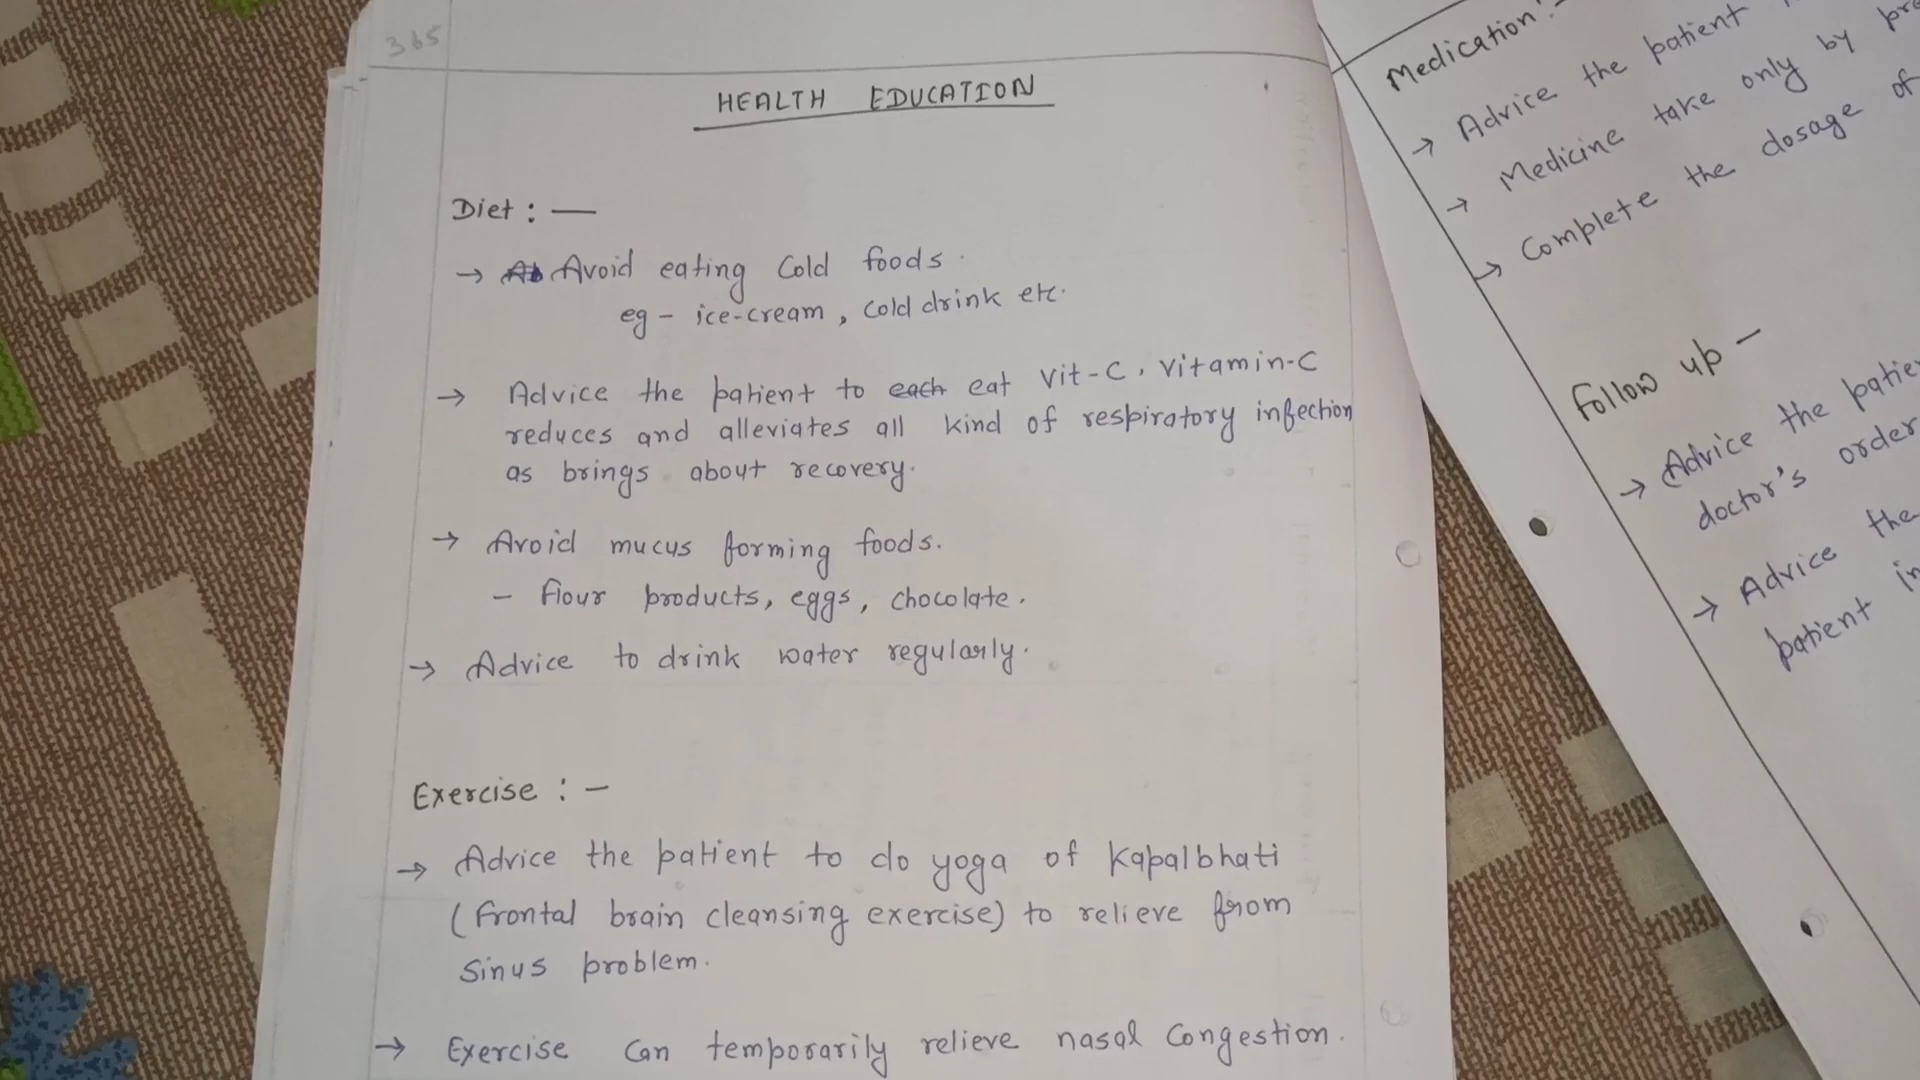 365
HEALTH EDUCATION
Diet : —
→ Avoid eating Cold foods.
eg - ice-cream, cold drink etc.
→ Advice the patient to each eat Vit-C. Vitamin-C
reduces and alleviates all kind of respiratory infection
as brings about recovery.
→ Avoid mucus forming foods.
- flour products, eggs, chocolate.
→ Advice to drink water regularly.
Exercise : -
→ Advice the patient to do yoga of Kapalbhati
(frontal brain cleansing exercise) to relieve from
sinus problem.
→ Exercise can temporarily relieve nasal congestion.
Medication : -
→ Advice the patient
→ Medicine take only by
→ Complete the dosage of
Follow up -
→ Advice the
doctor's order
→ Advice the
patient in